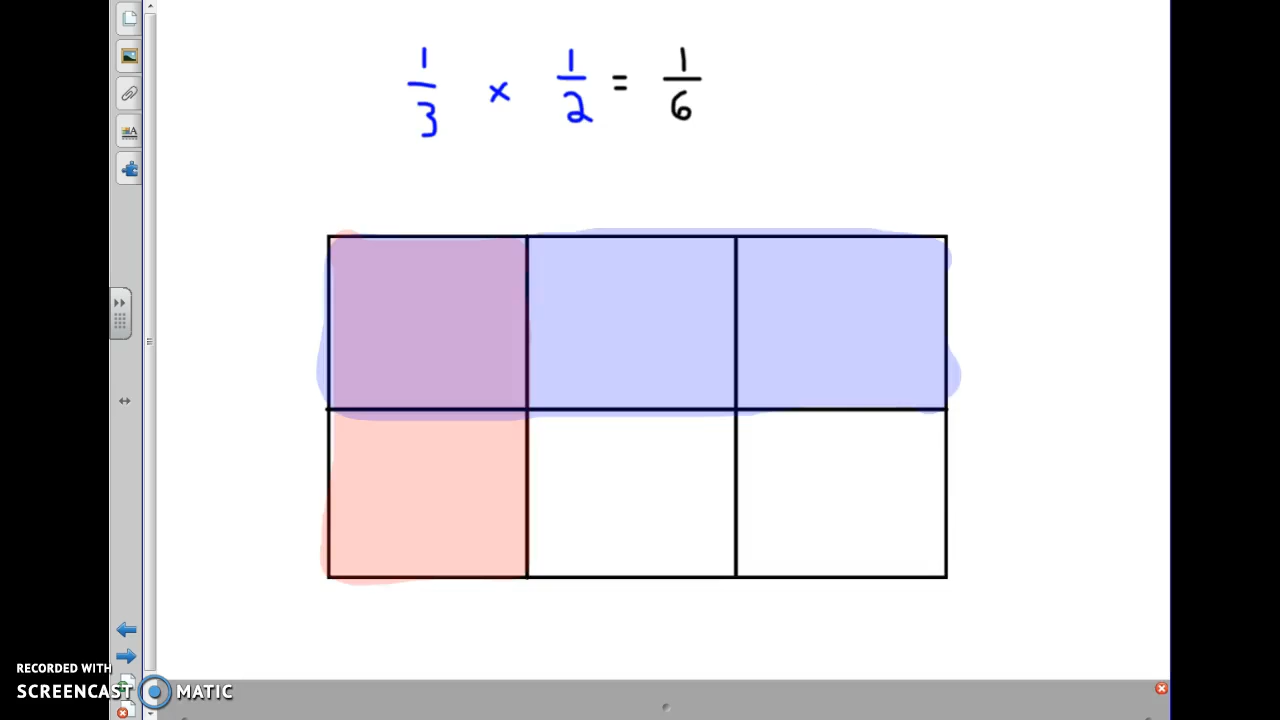 1/3 × 1/2 = 1/6
RECORDED WITH
SCREENCAST MATIC